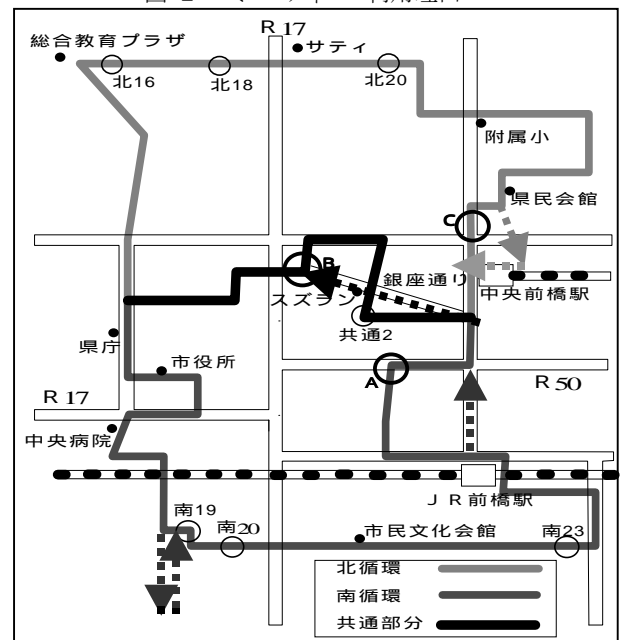 R 17
総合教育プラザ
サティ
北16
北18
北20
附属小
県民会館
C
B
銀座通り
スズラン
中央前橋駅
共通2
県庁
市役所
A
R 17
R 50
中央病院
JR前橋駅
南19
南20
市民文化会館
南23
北循環
南循環
共通部分